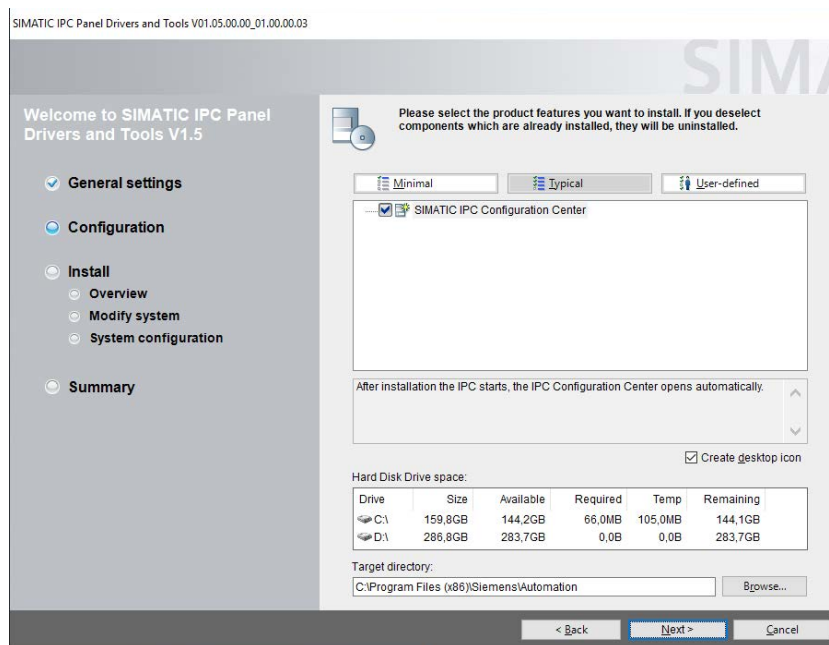 SIMATIC IPC Panel Drivers and Tools V01.05.00.00_01.00.00.03
SIMA
Welcome to SIMATIC IPC Panel
Drivers and Tools V1.5
General settings
Configuration
Install
Overview
Modify system
System configuration
Summary
Please select the product features you want to install. If you deselect
components which are already installed, they will be uninstalled.
Minimal Typical User-defined
SIMATIC IPC Configuration Center
After installation the IPC starts, the IPC Configuration Center opens automatically.
Create desktop icon
Hard Disk Drive space:
Drive Size Available Required Temp Remaining
C:\ 159,8GB 144,2GB 66,0MB 105,0MB 144,1GB
D:\ 286,8GB 283,7GB 0,0B 0,0B 283,7GB
Target directory:
C:\Program Files (x86)\Siemens\Automation Browse...
< Back Next > Cancel